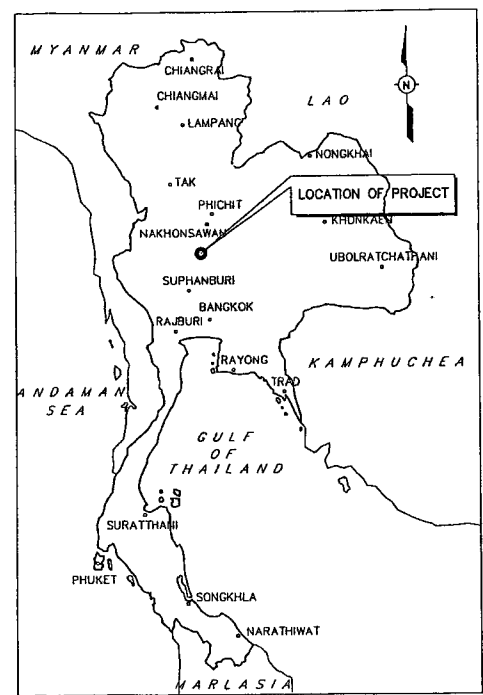 MYANMAR
CHIANGRAI
CHIANGMAI
LAO
LAMPANG
NONGKHAI
TAK
LOCATION OF PROJECT
PHICHIT
KHONKAEN
NAKHONSAWAN
UBOLRATCHATHANI
SUPHANBURI
BANGKOK
RAJBURI
RAYONG
KAMPHUCHEA
TRAD
ANDAMAN
SEA
GULF
OF
THAILAND
SURATTHANI
PHUKET
SONGKHLA
NARATHIWAT
MARLASIA
N